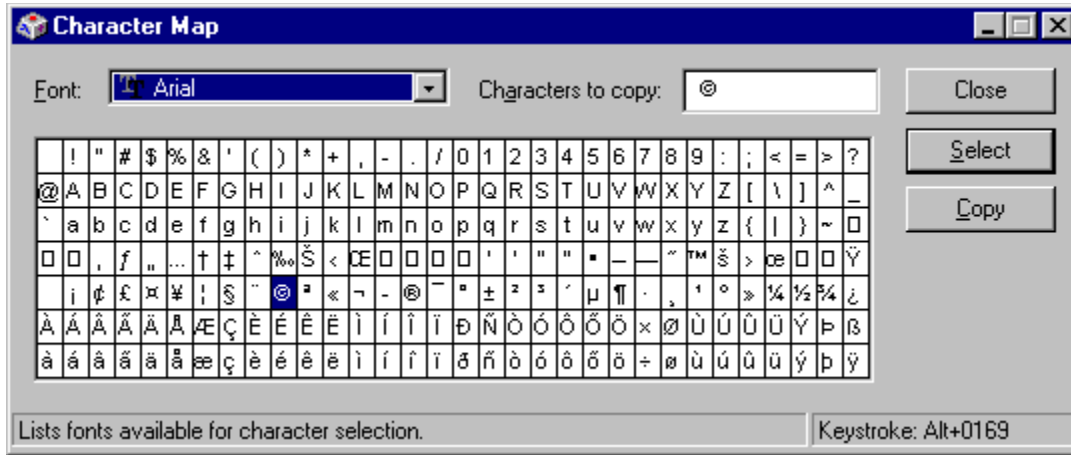 Character Map
Font: Arial Characters to copy: © Close
Select
Copy
! " # $ % & ' ( ) * + , - . / 0 1 2 3 4 5 6 7 8 9 : ; < = > ?
@ A B C D E F G H I J K L M N O P Q R S T U V W X Y Z [ \ ] ^ _
` a b c d e f g h i j k l m n o p q r s t u v w x y z { | } ~ □
□ □ ‚ ƒ „ … † ‡ ˆ ‰ Š ‹ Œ □ □ □ □ ‘ ’ “ ” • – — ˜ ™ š › œ □ □ Ÿ
¡ ¢ £ ¤ ¥ ¦ § ¨ © ª « ¬ - ® ¯ ° ± ² ³ ´ µ ¶ · ¸ ¹ º » ¼ ½ ¾ ¿
À Á Â Ã Ä Å Æ Ç È É Ê Ë Ì Í Î Ï Ð Ñ Ò Ó Ô Õ Ö × Ø Ù Ú Û Ü Ý Þ ß
à á â ã ä å æ ç è é ê ë ì í î ï ð ñ ò ó ô õ ö ÷ ø ù ú û ü ý þ ÿ
Lists fonts available for character selection. Keystroke: Alt+0169